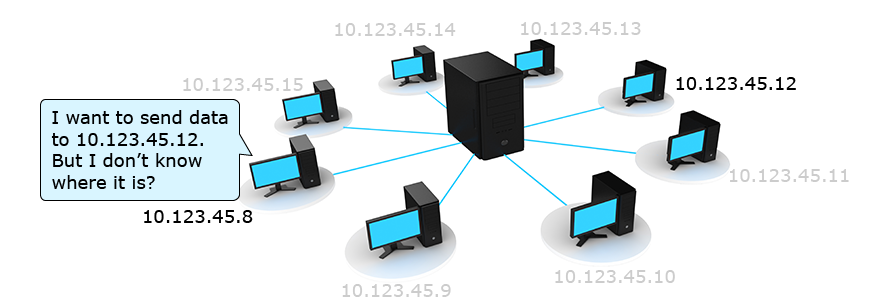 10.123.45.14
10.123.45.13
10.123.45.15
10.123.45.12
I want to send data
to 10.123.45.12.
But I don't know
where it is?
10.123.45.11
10.123.45.8
10.123.45.10
10.123.45.9